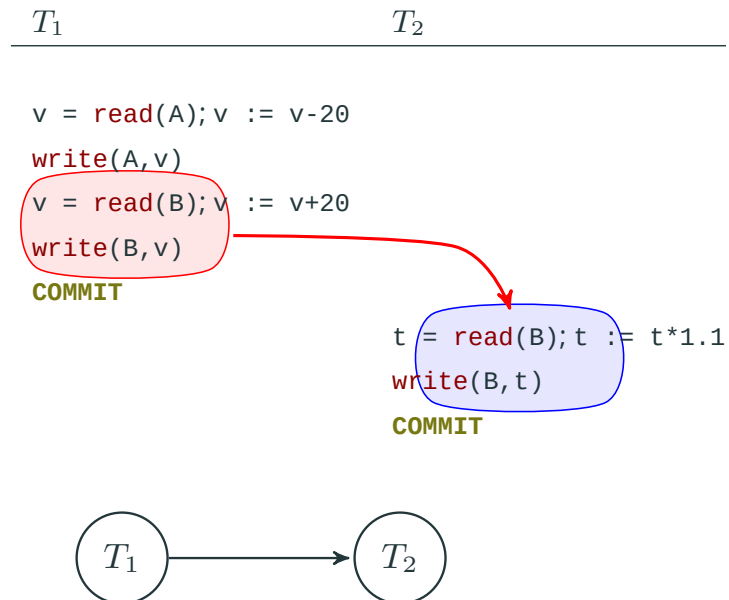 T₁ T₂
v = read(A); v := v-20
write(A,v)
v = read(B); v := v+20
write(B,v)
COMMIT
t = read(B); t := t*1.1
write(B,t)
COMMIT
T₁ T₂